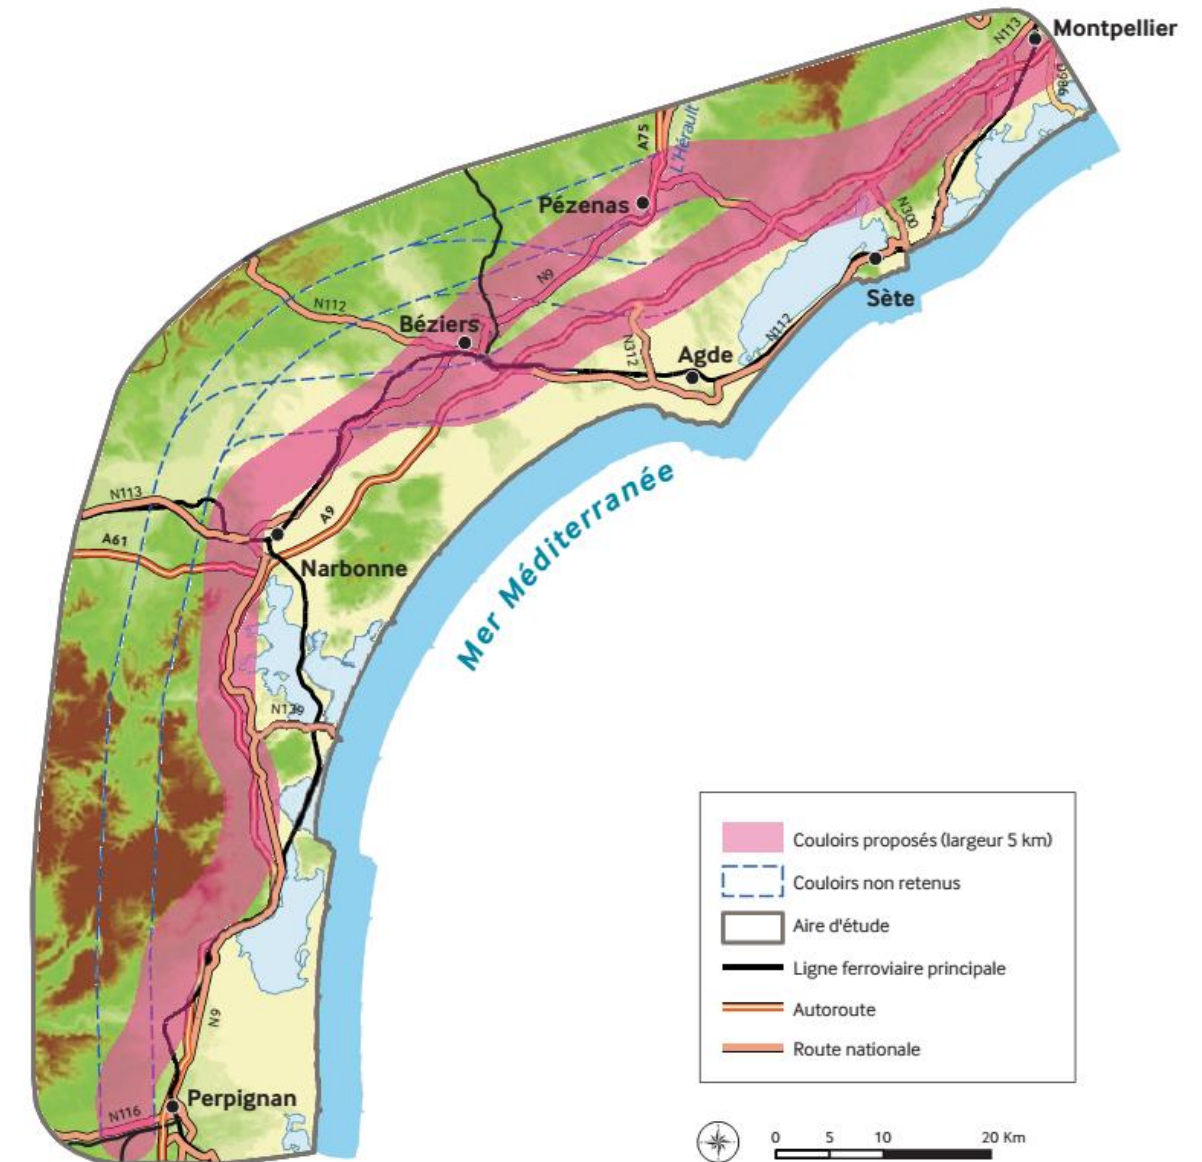 Montpellier
N113
D986
A75
L'Hérault
Pézenas
N300
N9
Sète
N112
Béziers
N112
N312
Agde
Mer Méditerranée
N113
A9
A61
Narbonne
N139
N9
N116
Perpignan
Couloirs proposés (largeur 5 km)
Couloirs non retenus
Aire d'étude
Ligne ferroviaire principale
Autoroute
Route nationale
0 5 10 20 Km